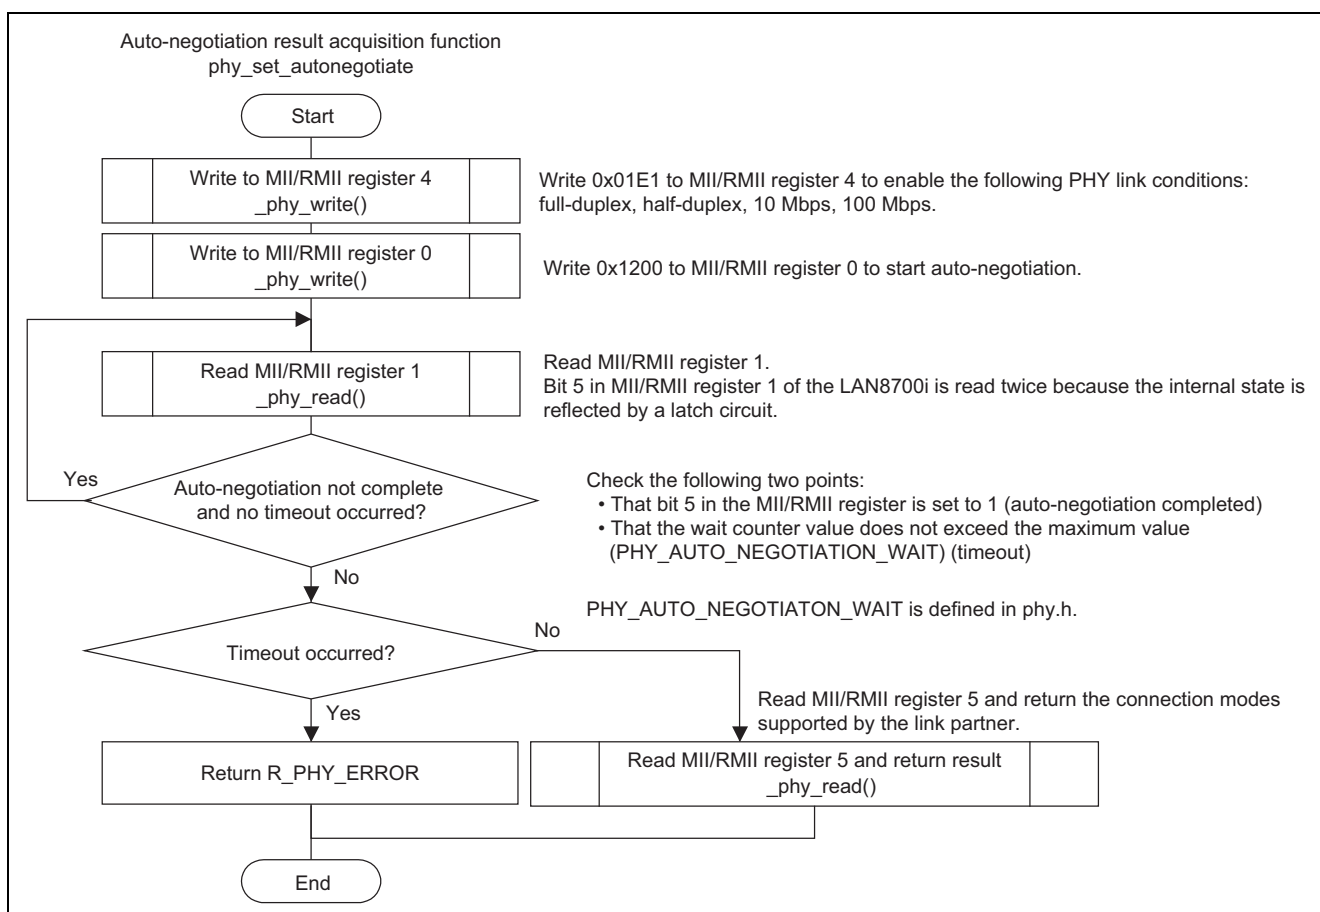 Auto-negotiation result acquisition function
phy_set_autonegotiate
Start
Write to MII/RMII register 4
_phy_write()
Write 0x01E1 to MII/RMII register 4 to enable the following PHY link conditions:
full-duplex, half-duplex, 10 Mbps, 100 Mbps.
Write to MII/RMII register 0
_phy_write()
Write 0x1200 to MII/RMII register 0 to start auto-negotiation.
Read MII/RMII register 1
_phy_read()
Read MII/RMII register 1.
Bit 5 in MII/RMII register 1 of the LAN8700i is read twice because the internal state is
reflected by a latch circuit.
Yes
Auto-negotiation not complete
and no timeout occurred?
Check the following two points:
• That bit 5 in the MII/RMII register is set to 1 (auto-negotiation completed)
• That the wait counter value does not exceed the maximum value
(PHY_AUTO_NEGOTIATION_WAIT) (timeout)
No
PHY_AUTO_NEGOTIATON_WAIT is defined in phy.h.
Timeout occurred?
No
Yes
Read MII/RMII register 5 and return the connection modes
supported by the link partner.
Return R_PHY_ERROR
Read MII/RMII register 5 and return result
_phy_read()
End